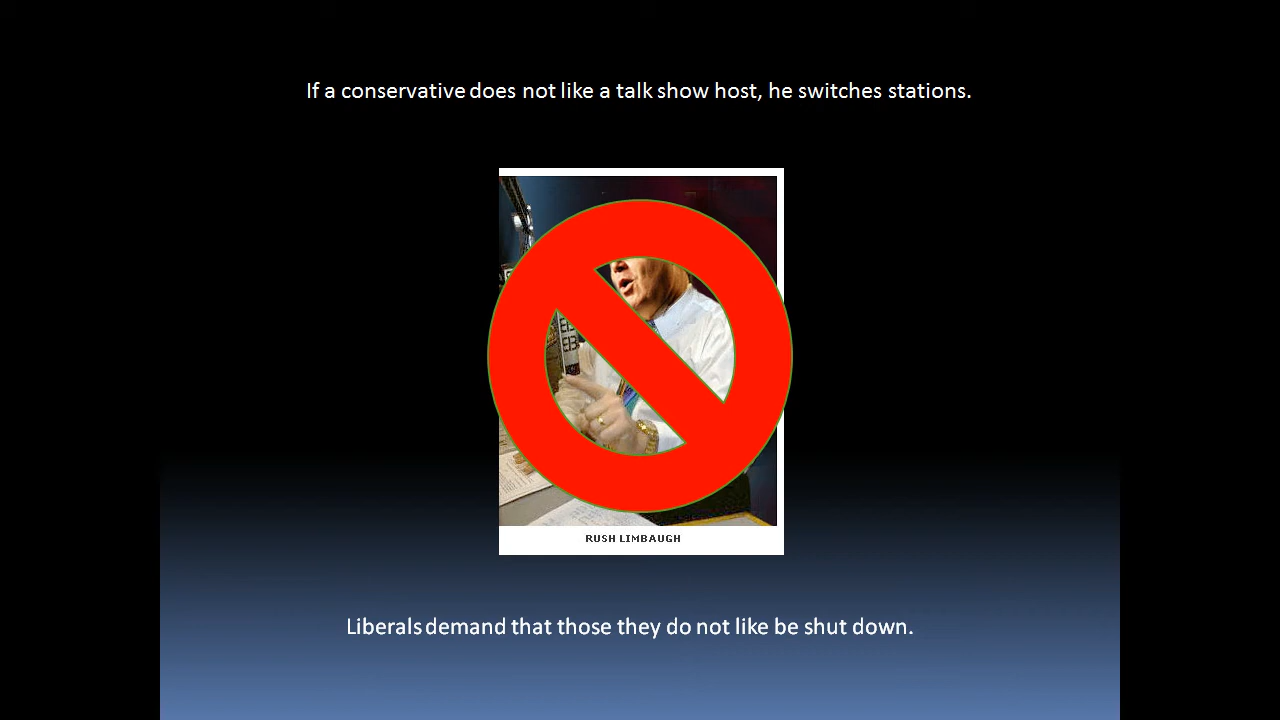 If a conservative does not like a talk show host, he switches stations.
RUSH LIMBAUGH
Liberals demand that those they do not like be shut down.